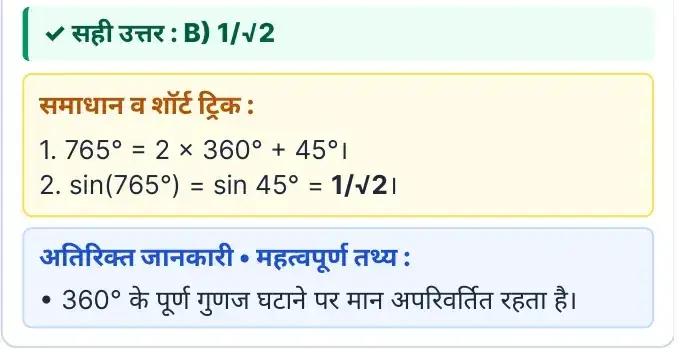 ✓ सही उत्तर : B) 1/√2
समाधान व शॉर्ट ट्रिक :
1. 765° = 2 × 360° + 45°।
2. sin(765°) = sin 45° = 1/√2।
अतिरिक्त जानकारी • महत्वपूर्ण तथ्य :
• 360° के पूर्ण गुणज घटाने पर मान अपरिवर्तित रहता है।